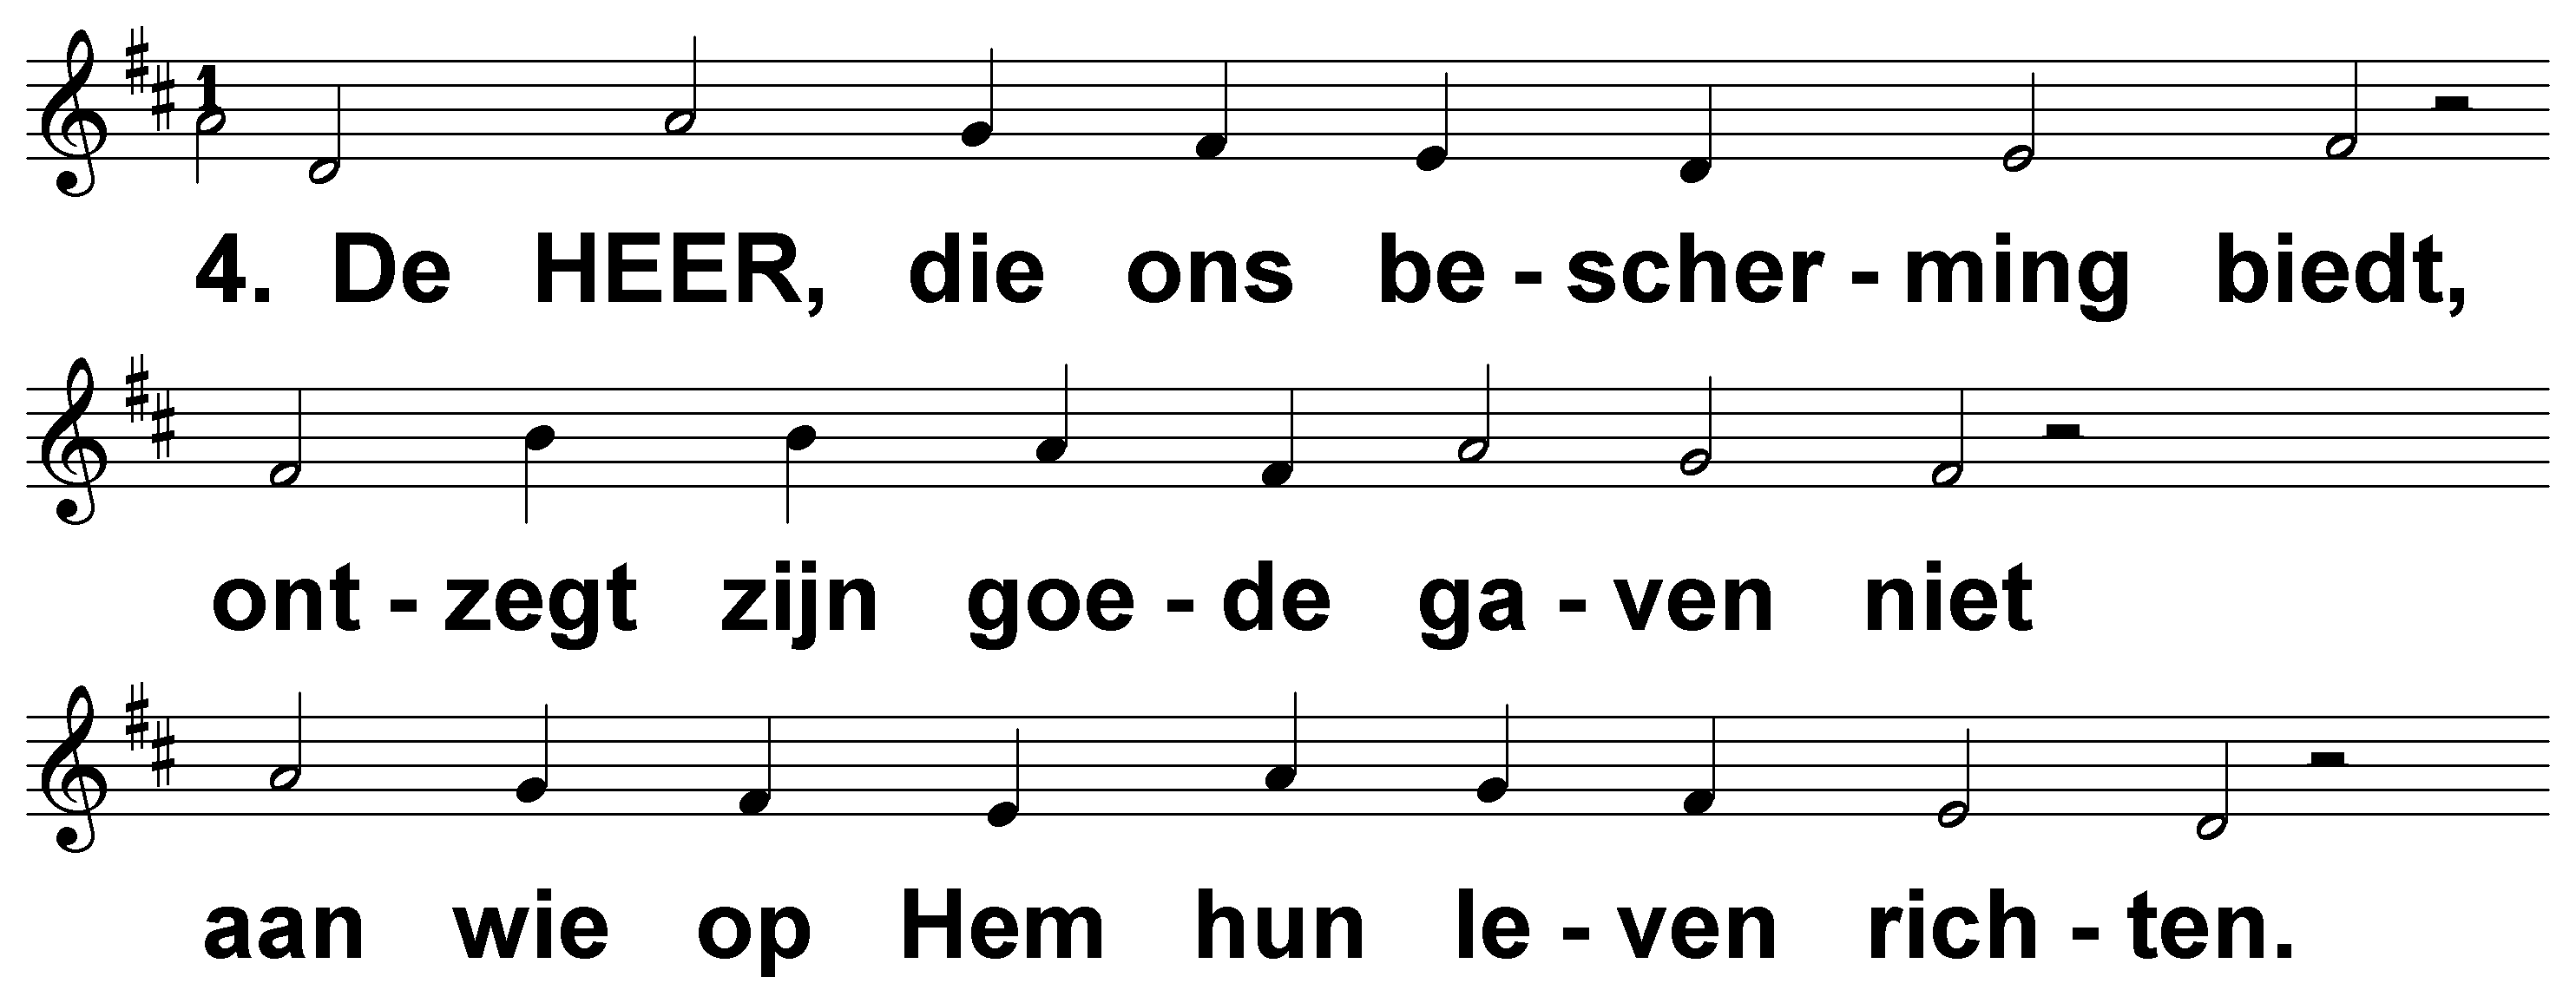 4. De HEER, die ons be - scher - ming biedt,
ont - zegt zijn goe - de ga - ven niet
aan wie op Hem hun le - ven rich - ten.